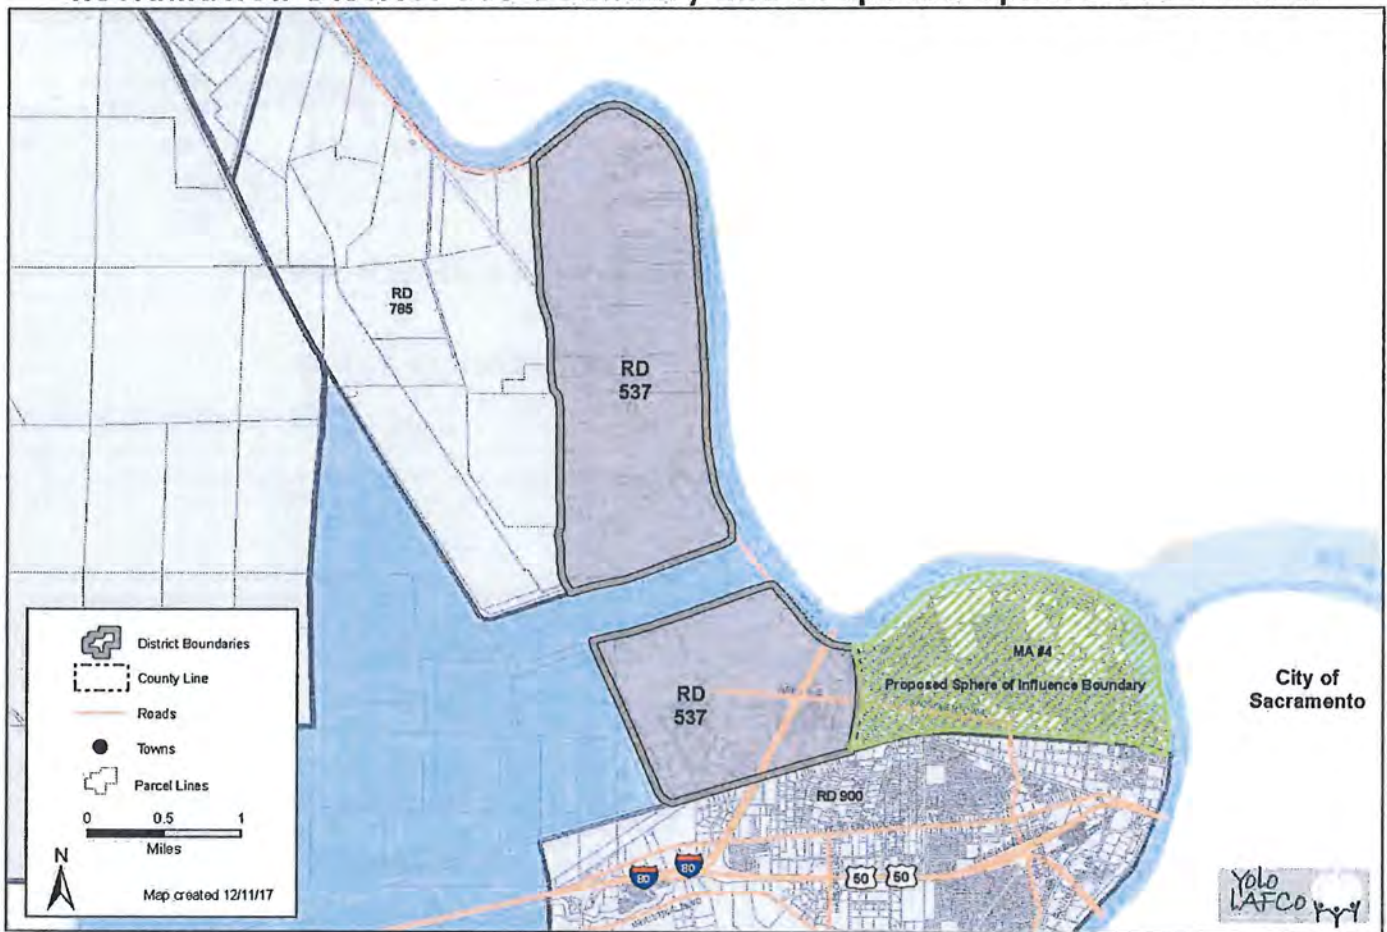 RD
785
RD
537
MA #4
Proposed Sphere of Influence Boundary
City of
Sacramento
RD
537
RD 900
District Boundaries
County Line
Roads
Towns
Parcel Lines
0 0.5 1
Miles
N
Map created 12/11/17
80
80
50
50
Yolo
LAFCo